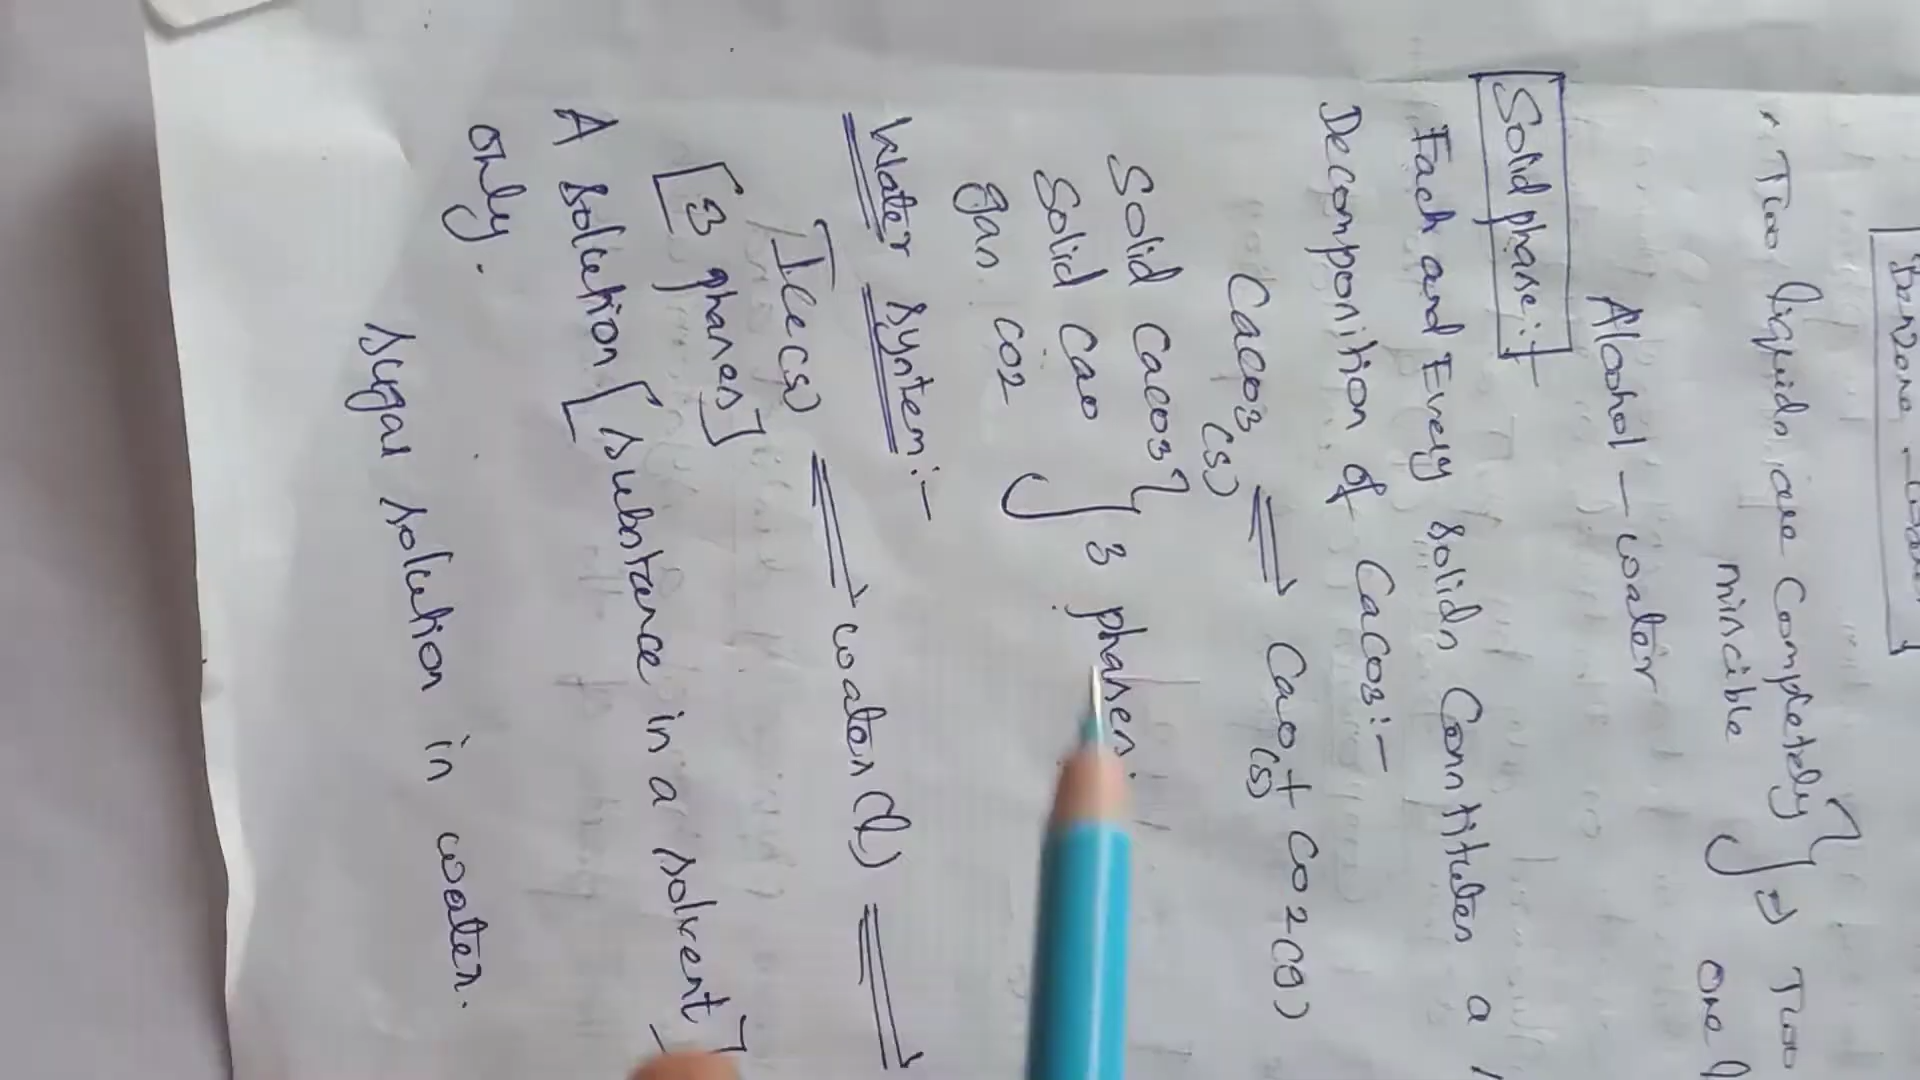 Benzene - water
• Two liquids are completely } => Two
miscible one l
Alcohol - water
Solid phase:-
Each and Every solids Constitutes a
Decomposition of CaCO3:-
CaCO3(s) ⇌ CaO(s) + CO2(g)
Solid CaCO3 }
Solid CaO } 3 phases.
gas CO2
Water system:-
Ice(s) ⇌ water(l) ⇌
[3 phases]
A solution [substance in a solvent]
only.
sugar solution in water.